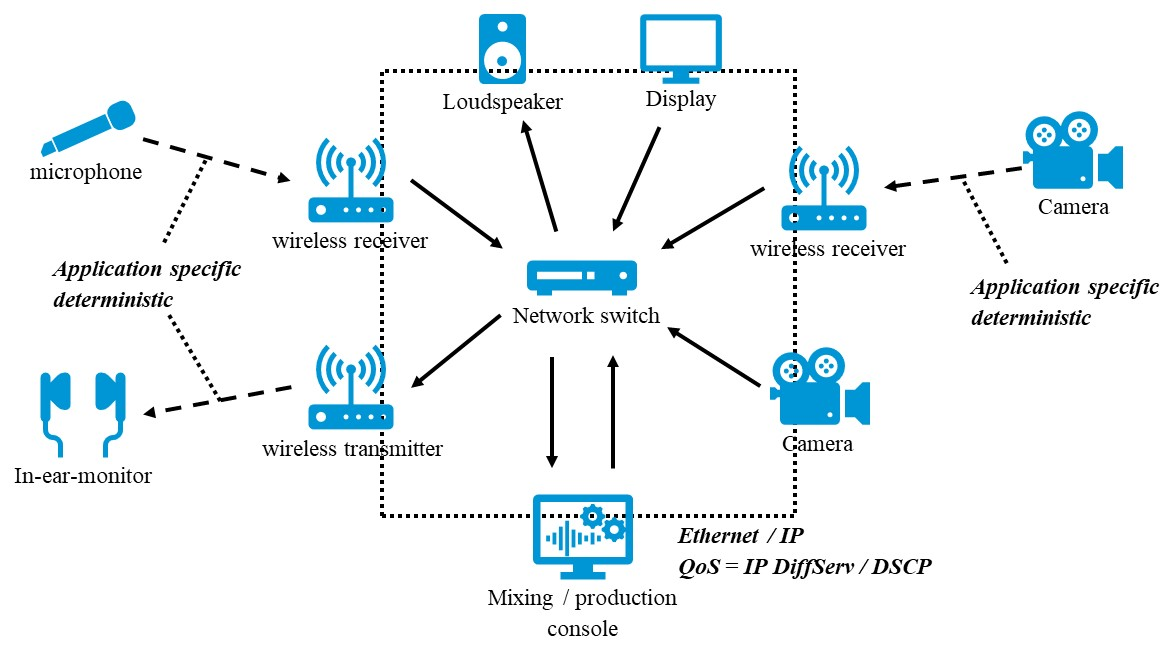 Loudspeaker
Display
microphone
wireless receiver
Camera
wireless receiver
Application specific
deterministic
Application specific
deterministic
Network switch
wireless transmitter
Camera
In-ear-monitor
Ethernet / IP
QoS = IP DiffServ / DSCP
Mixing / production
console